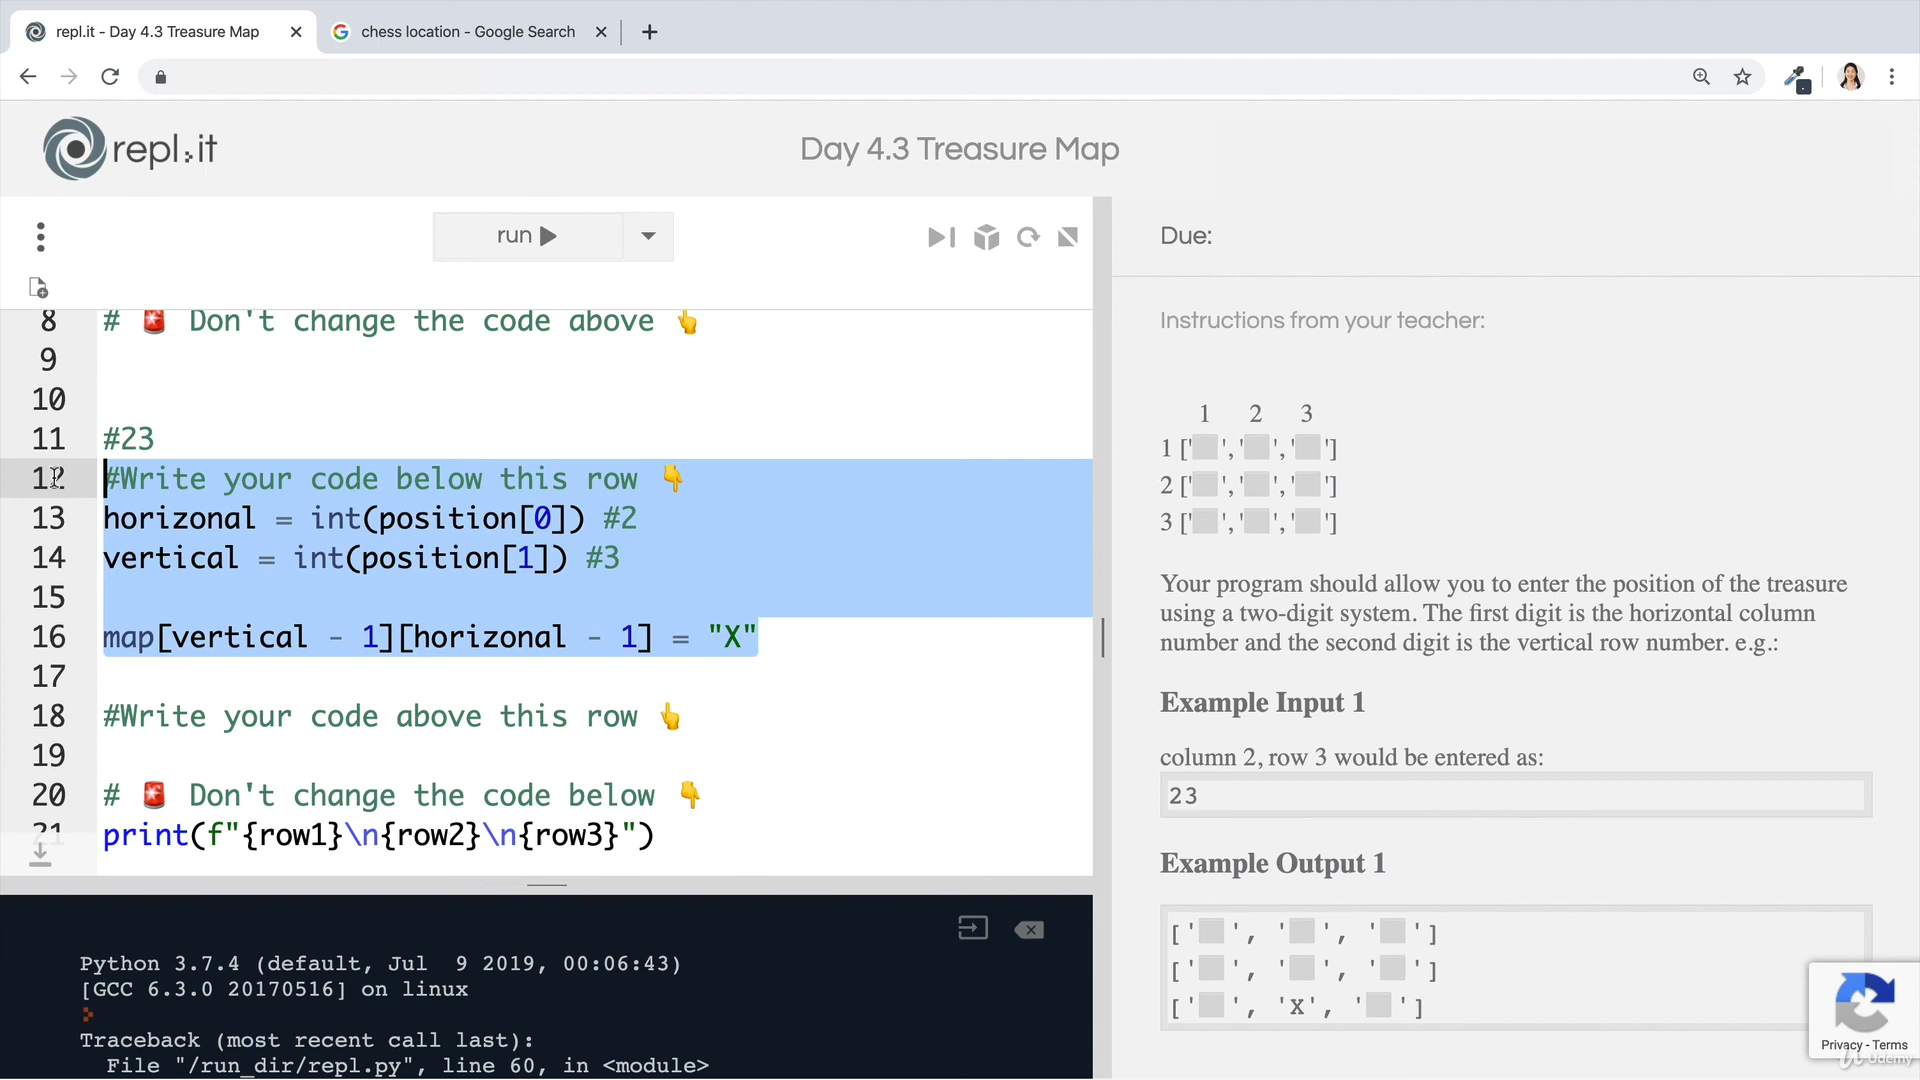 repl.it - Day 4.3 Treasure Map
chess location - Google Search
repl.it
Day 4.3 Treasure Map
run
Due:
8 # 🚨 Don't change the code above 👆
9
10
11 #23
12 #Write your code below this row 👇
13 horizonal = int(position[0]) #2
14 vertical = int(position[1]) #3
15
16 map[vertical - 1][horizonal - 1] = "X"
17
18 #Write your code above this row 👆
19
20 # 🚨 Don't change the code below 👇
21 print(f"{row1}\n{row2}\n{row3}")
Python 3.7.4 (default, Jul  9 2019, 00:06:43)
[GCC 6.3.0 20170516] on linux
Traceback (most recent call last):
File "/run_dir/repl.py", line 60, in <module>
Instructions from your teacher:
1 2 3
1 ['⬜️','⬜️','⬜️']
2 ['⬜️','⬜️','⬜️']
3 ['⬜️','⬜️','⬜️']
Your program should allow you to enter the position of the treasure
using a two-digit system. The first digit is the horizontal column
number and the second digit is the vertical row number. e.g.:
Example Input 1
column 2, row 3 would be entered as:
23
Example Output 1
['⬜️', '⬜️', '⬜️']
['⬜️', '⬜️', '⬜️']
['⬜️', 'X', '⬜️']
Privacy - Terms
Udemy